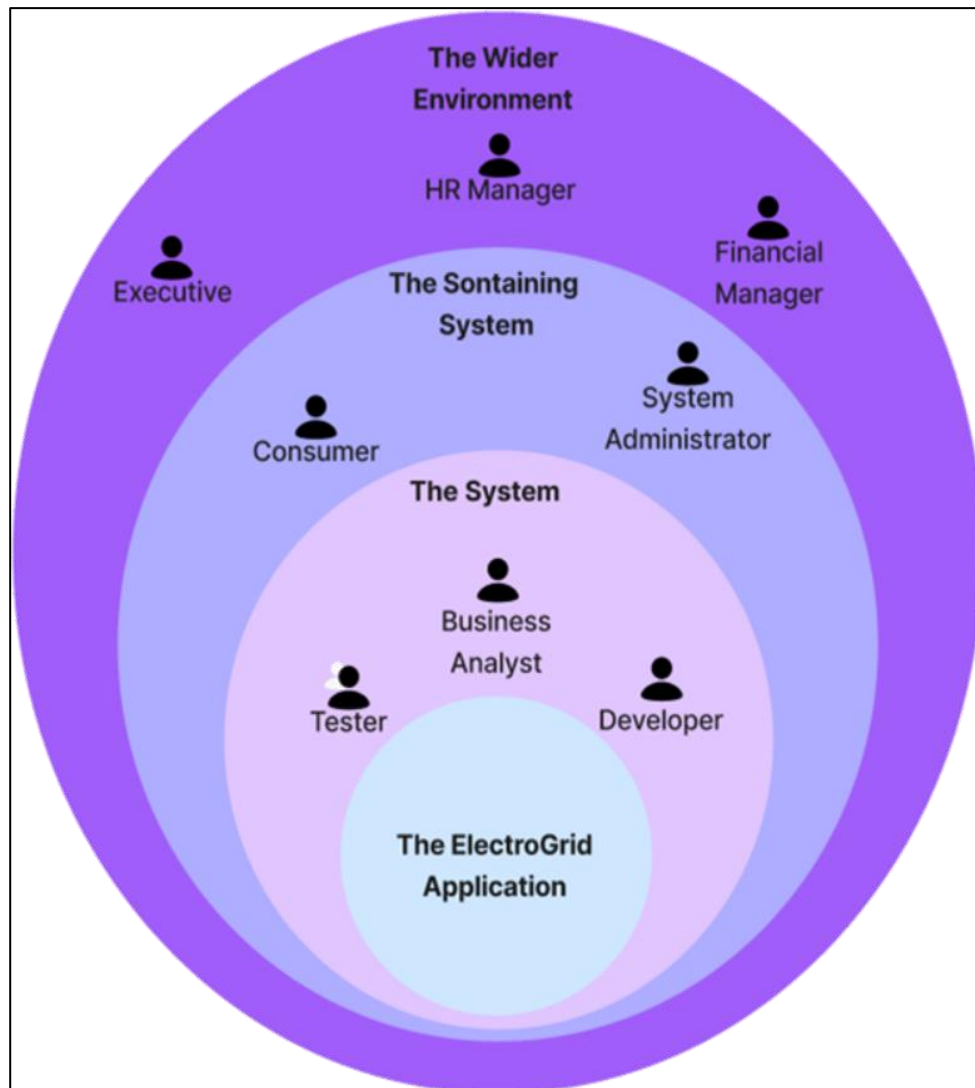 The Wider
Environment
HR Manager
Executive
Financial
Manager
The Sontaining
System
Consumer
System
Administrator
The System
Business
Analyst
Tester
Developer
The ElectroGrid
Application